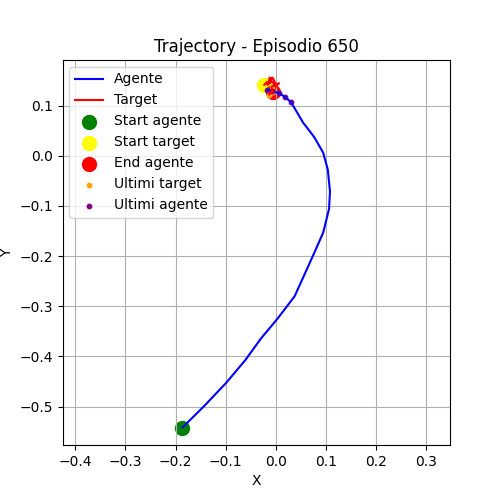 Trajectory - Episodio 650
Agente
Target
Start agente
Start target
End agente
Ultimi target
Ultimi agente
0.1
0.0
−0.1
−0.2
−0.3
−0.4
−0.5
Y
−0.4 −0.3 −0.2 −0.1 0.0 0.1 0.2 0.3
X